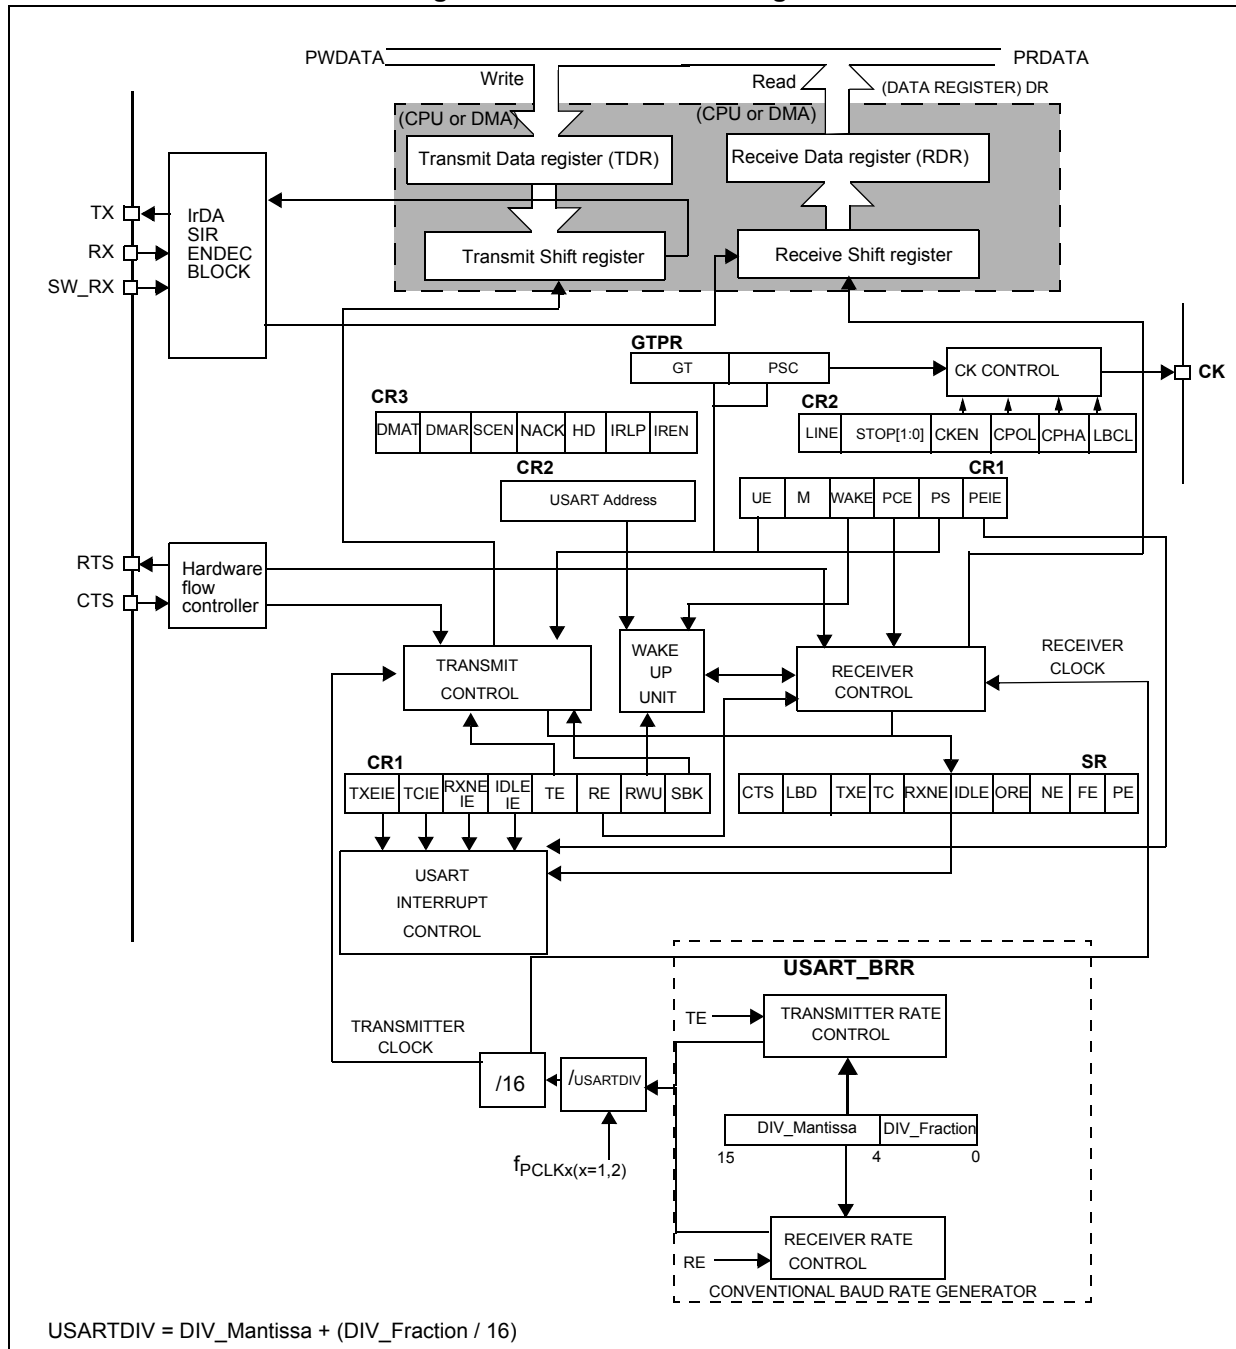 PWDATA
PRDATA
Write
Read
(DATA REGISTER) DR
(CPU or DMA)
(CPU or DMA)
Transmit Data register (TDR)
Receive Data register (RDR)
TX
RX
SW_RX
IrDA
SIR
ENDEC
BLOCK
Transmit Shift register
Receive Shift register
GTPR
GT
PSC
CK CONTROL
CK
CR3
DMAT DMAR SCEN NACK HD IRLP IREN
CR2
LINE STOP[1:0] CKEN CPOL CPHA LBCL
CR2
USART Address
CR1
UE M WAKE PCE PS PEIE
RTS
CTS
Hardware
flow
controller
TRANSMIT
CONTROL
WAKE
UP
UNIT
RECEIVER
CONTROL
RECEIVER
CLOCK
CR1
TXEIE TCIE RXNE IE IDLE IE TE RE RWU SBK
SR
CTS LBD TXE TC RXNE IDLE ORE NE FE PE
USART
INTERRUPT
CONTROL
USART_BRR
TE
TRANSMITTER RATE
CONTROL
TRANSMITTER
CLOCK
/16
/USARTDIV
fPCLKx(x=1,2)
DIV_Mantissa DIV_Fraction
15 4 0
RE
RECEIVER RATE
CONTROL
CONVENTIONAL BAUD RATE GENERATOR
USARTDIV = DIV_Mantissa + (DIV_Fraction / 16)